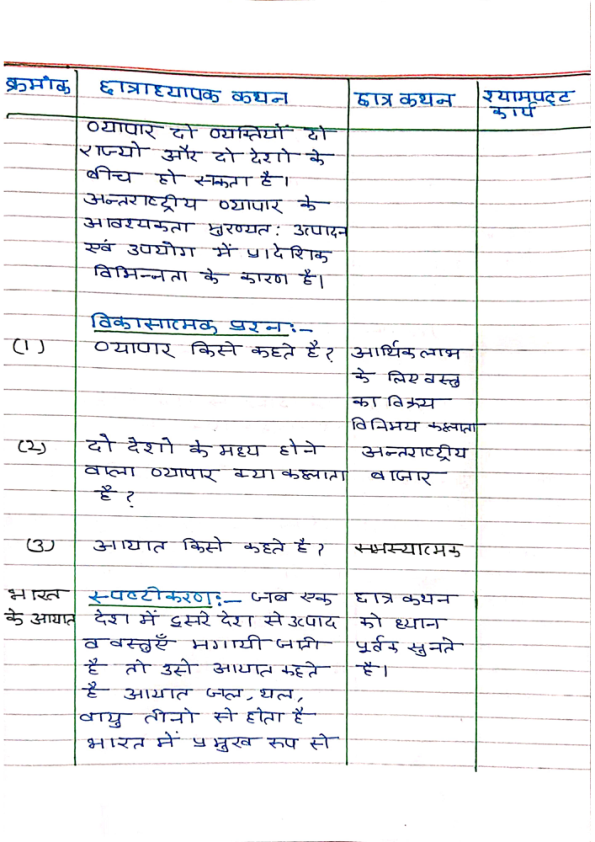 क्रमांक छात्राध्यापक कथन छात्र कथन श्यामपट्ट
कार्य
व्यापार दो व्यक्तियों दो
राज्यो और दो देशो के
बीच हो सकता है।
अन्तराष्ट्रीय व्यापार के
आवश्यकता मुख्यत: उत्पादन
एवं उपयोग में प्रादेशिक
विभिन्नता के कारण है।
विकासात्मक प्रश्न:-
(1) व्यापार किसे कहते है? आर्थिक लाभ
के लिए वस्तु
का विक्रय
विनिमय कहलाता
(2) दो देशो के मध्य होने अन्तराष्ट्रीय
वाला व्यापार क्या कहलाता बाजार
है?
(3) आयात किसे कहते है? समस्यात्मक
भारत स्पष्टीकरण:- जब एक छात्र कथन
के आयात देश में दुसरे देश से उत्पाद को ध्यान
व वस्तुएँ मगायी जाती पूर्वक सुनते
है तो उसे आयात कहते है।
है आयात जल, थल,
वायु तीनो से होता है
भारत में प्रमुख रूप से